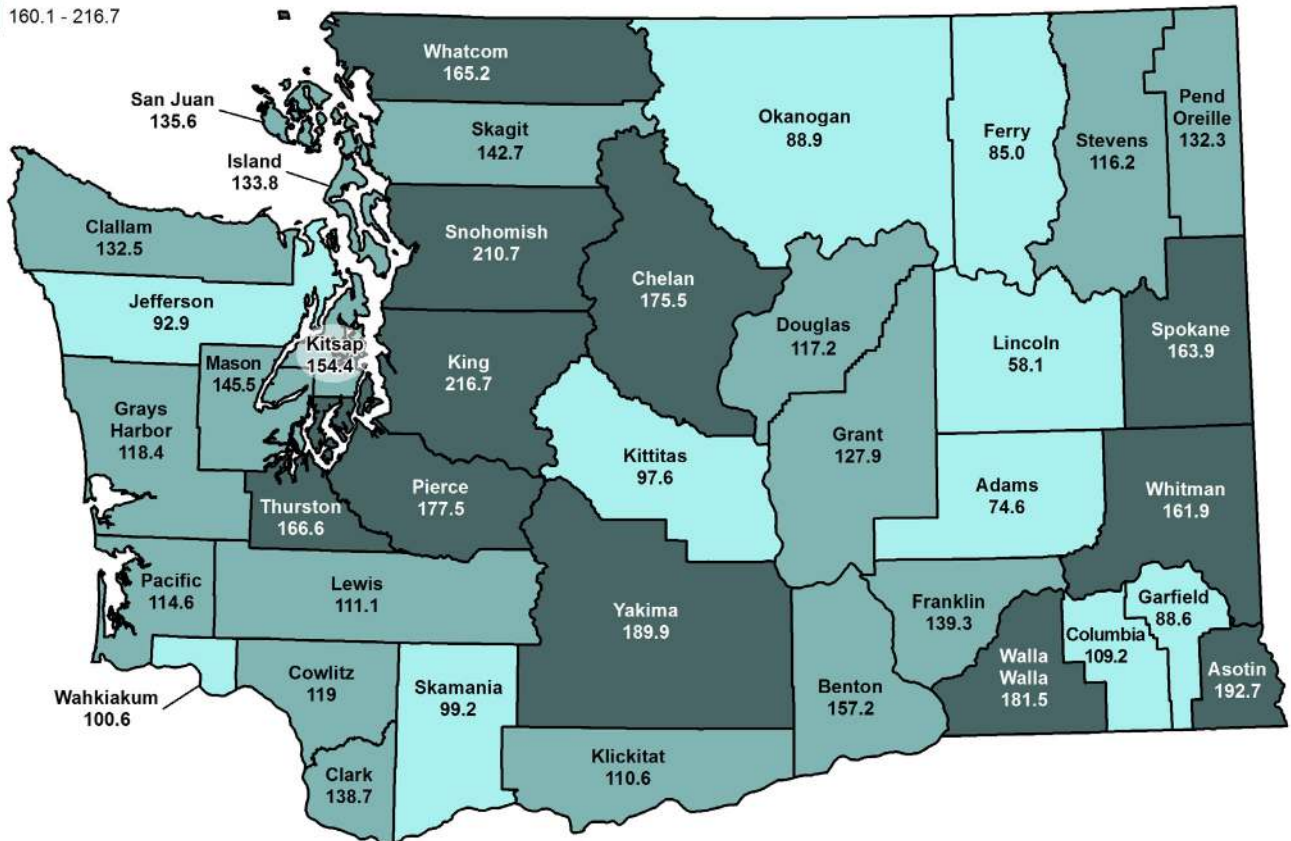 160.1 - 216.7
Whatcom
165.2
San Juan
135.6
Skagit
142.7
Island
133.8
Okanogan
88.9
Ferry
85.0
Stevens
116.2
Pend
Oreille
132.3
Clallam
132.5
Snohomish
210.7
Chelan
175.5
Jefferson
92.9
Kitsap
154.4
Mason
145.5
King
216.7
Douglas
117.2
Lincoln
58.1
Spokane
163.9
Grays
Harbor
118.4
Grant
127.9
Kittitas
97.6
Adams
74.6
Whitman
161.9
Thurston
166.6
Pierce
177.5
Pacific
114.6
Lewis
111.1
Yakima
189.9
Franklin
139.3
Garfield
88.6
Columbia
109.2
Walla
Walla
181.5
Asotin
192.7
Wahkiakum
100.6
Cowlitz
119
Skamania
99.2
Benton
157.2
Klickitat
110.6
Clark
138.7